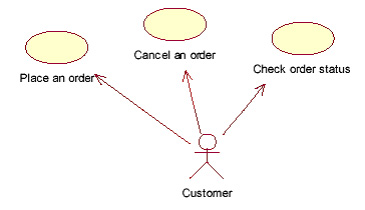 Cancel an order
Check order status
Place an order
Customer